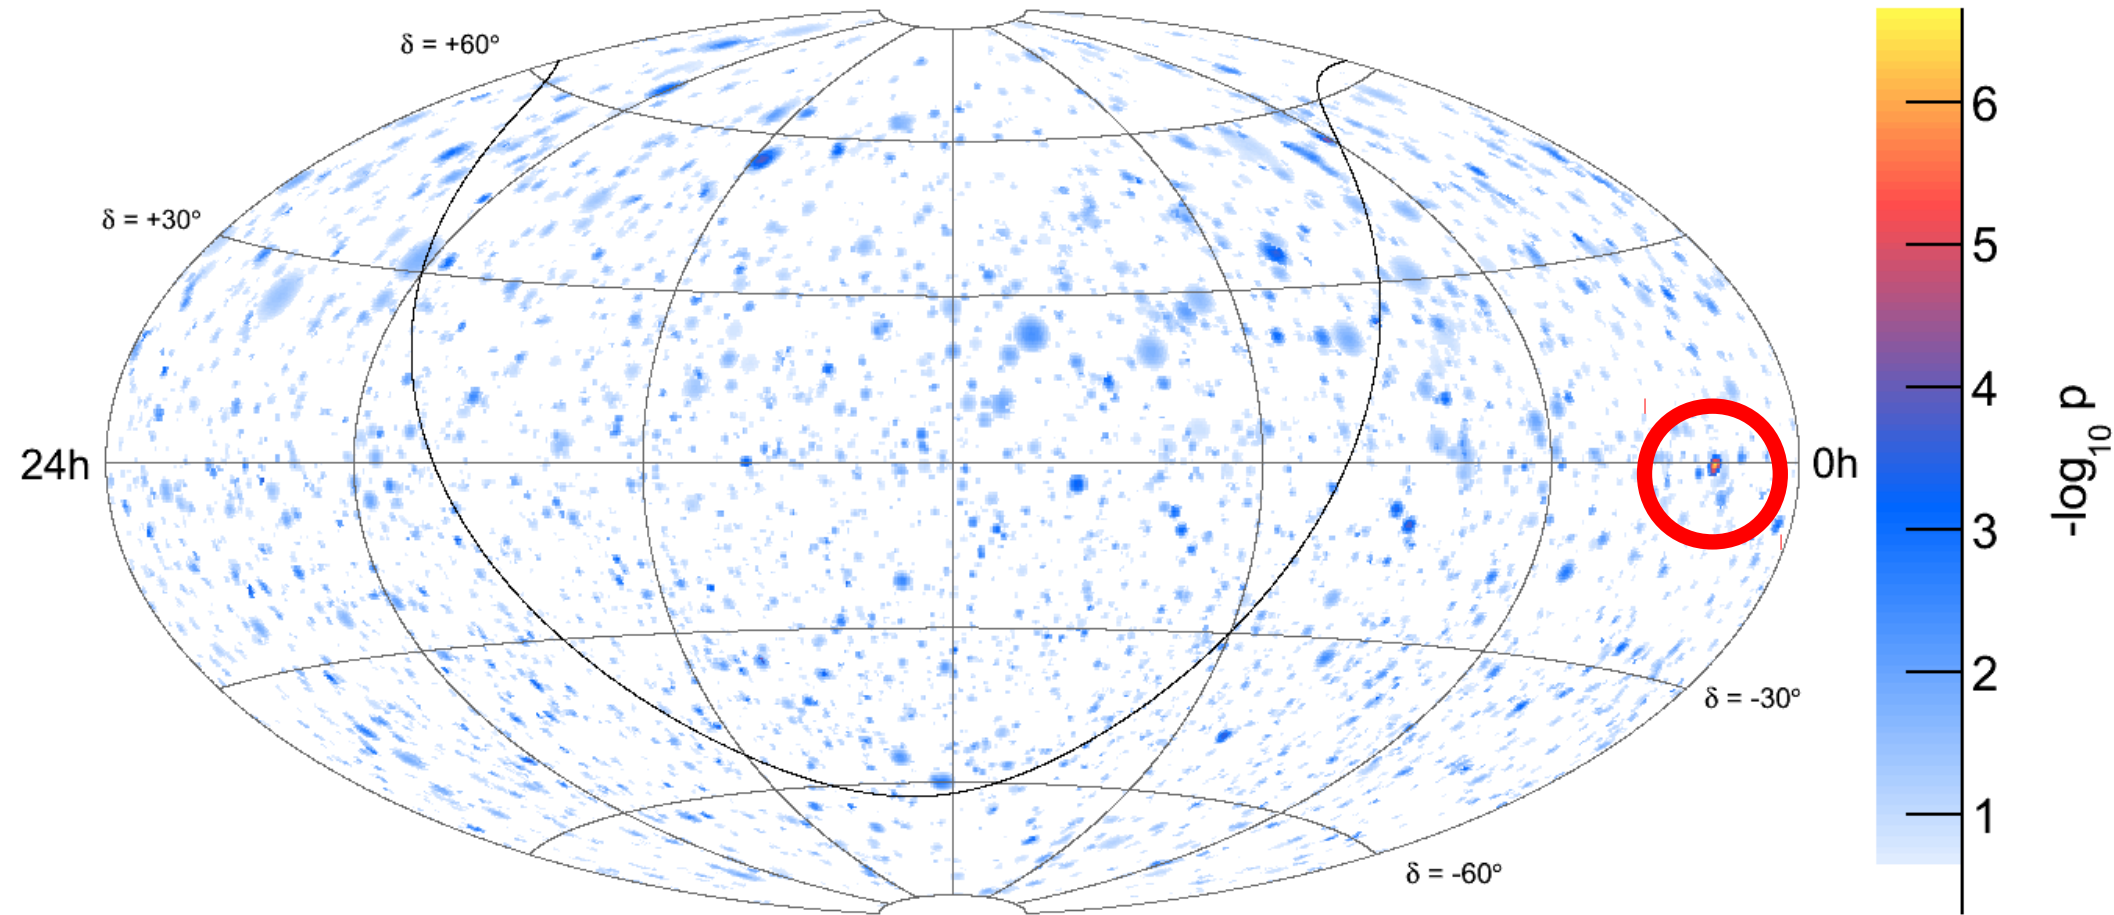 δ = +60°
δ = +30°
24h
0h
δ = -30°
δ = -60°
6
5
4
3
2
1
-log₁₀ p